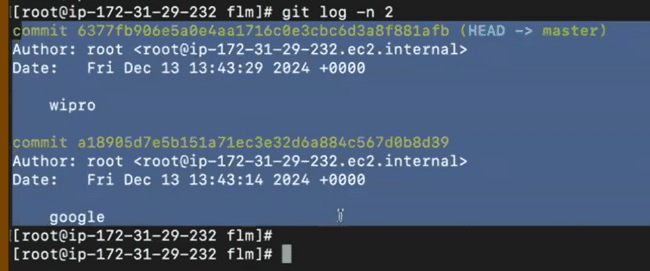 [root@ip-172-31-29-232 flm]# git log -n 2
commit 6377fb906e5a0e4aa1716c0e3cbc6d3a8f881afb (HEAD -> master)
Author: root <root@ip-172-31-29-232.ec2.internal>
Date:   Fri Dec 13 13:43:29 2024 +0000
wipro
commit a18905d7e5b151a71ec3e32d6a884c567d0b8d39
Author: root <root@ip-172-31-29-232.ec2.internal>
Date:   Fri Dec 13 13:43:14 2024 +0000
google
[root@ip-172-31-29-232 flm]#
[root@ip-172-31-29-232 flm]#